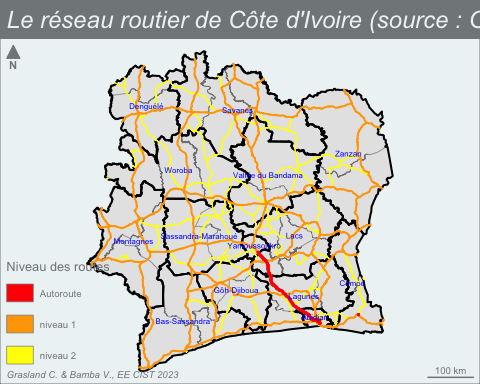 Le réseau routier de Côte d'Ivoire (source :
N
Denguélé
Savanes
Zanzan
Woroba
Vallée du Bandama
Montagnes
Sassandra-Marahoué
Lacs
Yamoussoukro
Niveau des routes
Comoé
Autoroute
Gôh-Djiboua
Lagunes
niveau 1
Bas-Sassandra
Abidjan
niveau 2
Grasland C. & Bamba V., EE CIST 2023
100 km